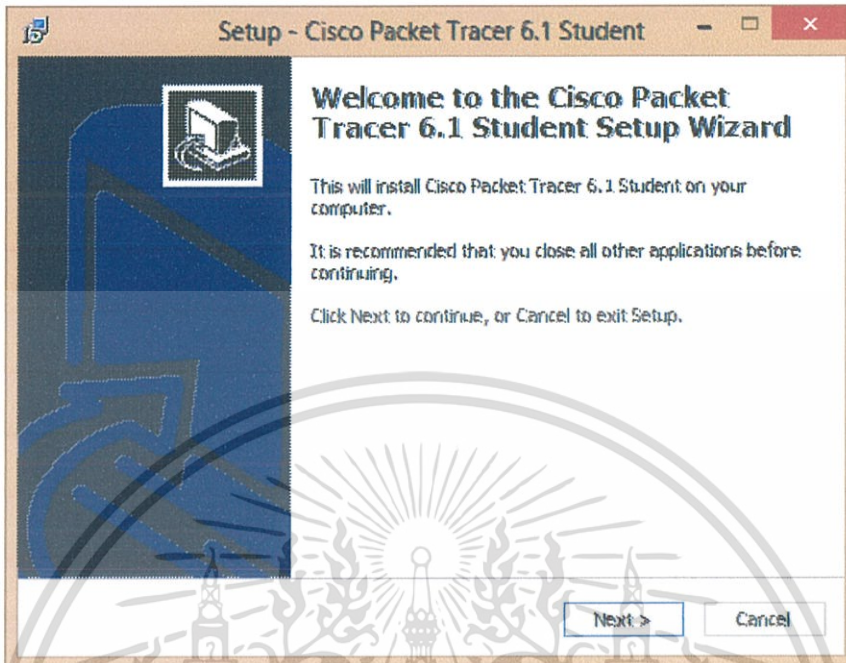 Setup - Cisco Packet Tracer 6.1 Student
Welcome to the Cisco Packet
Tracer 6.1 Student Setup Wizard
This will install Cisco Packet Tracer 6.1 Student on your
computer.
It is recommended that you close all other applications before
continuing.
Click Next to continue, or Cancel to exit Setup.
Next >
Cancel